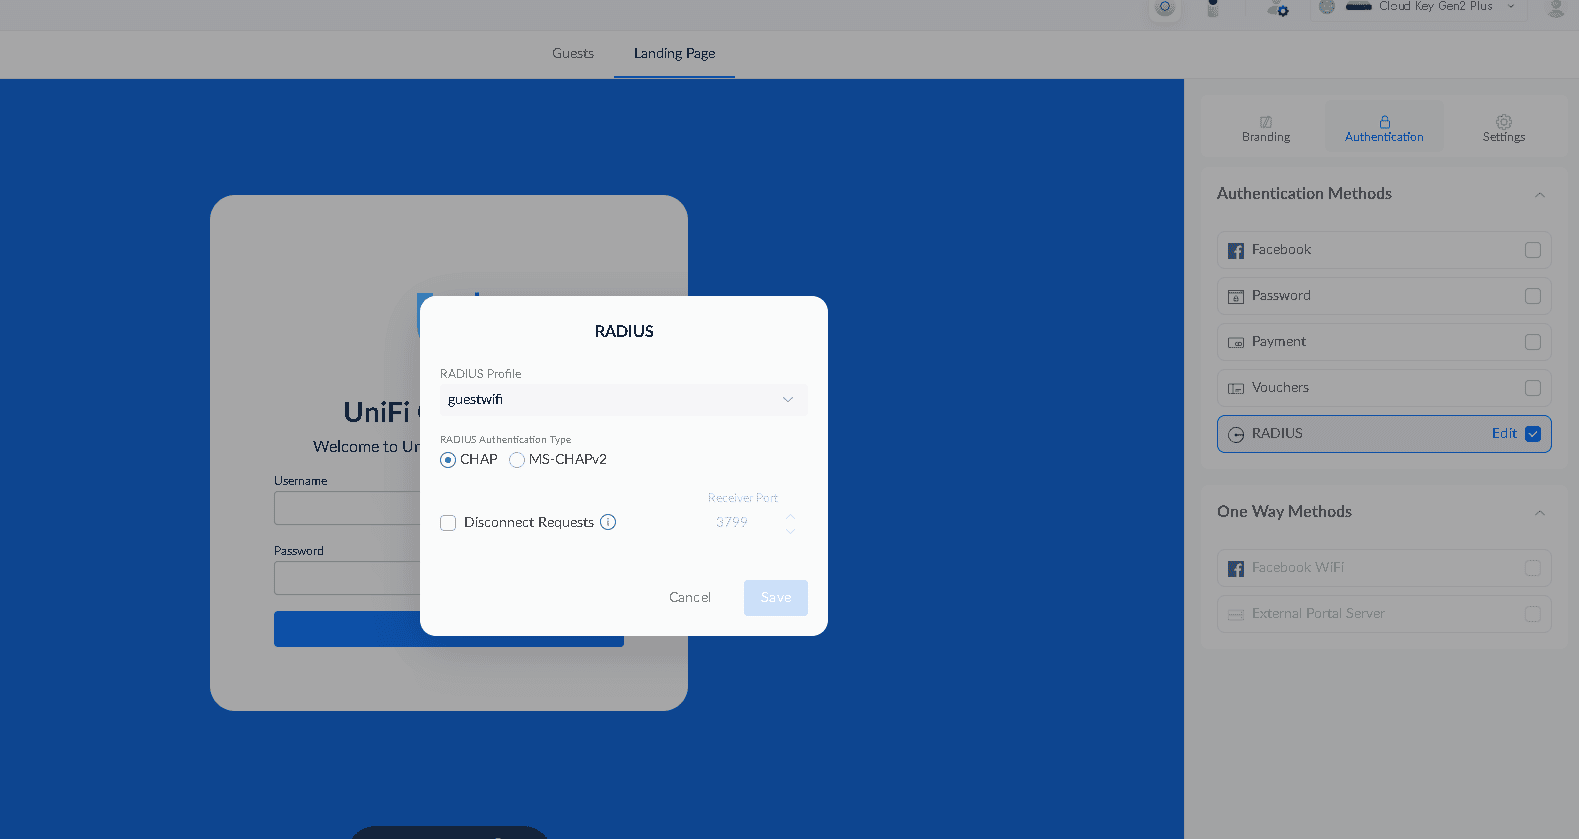 Cloud Key Gen2 Plus
Guests
Landing Page
Branding
Authentication
Settings
Authentication Methods
Facebook
Password
Payment
Vouchers
RADIUS
Edit
One Way Methods
Facebook WiFi
External Portal Server
UniFi
Welcome to Un
Username
Password
RADIUS
RADIUS Profile
guestwifi
RADIUS Authentication Type
CHAP
MS-CHAPv2
Receiver Port
Disconnect Requests
3799
Cancel
Save